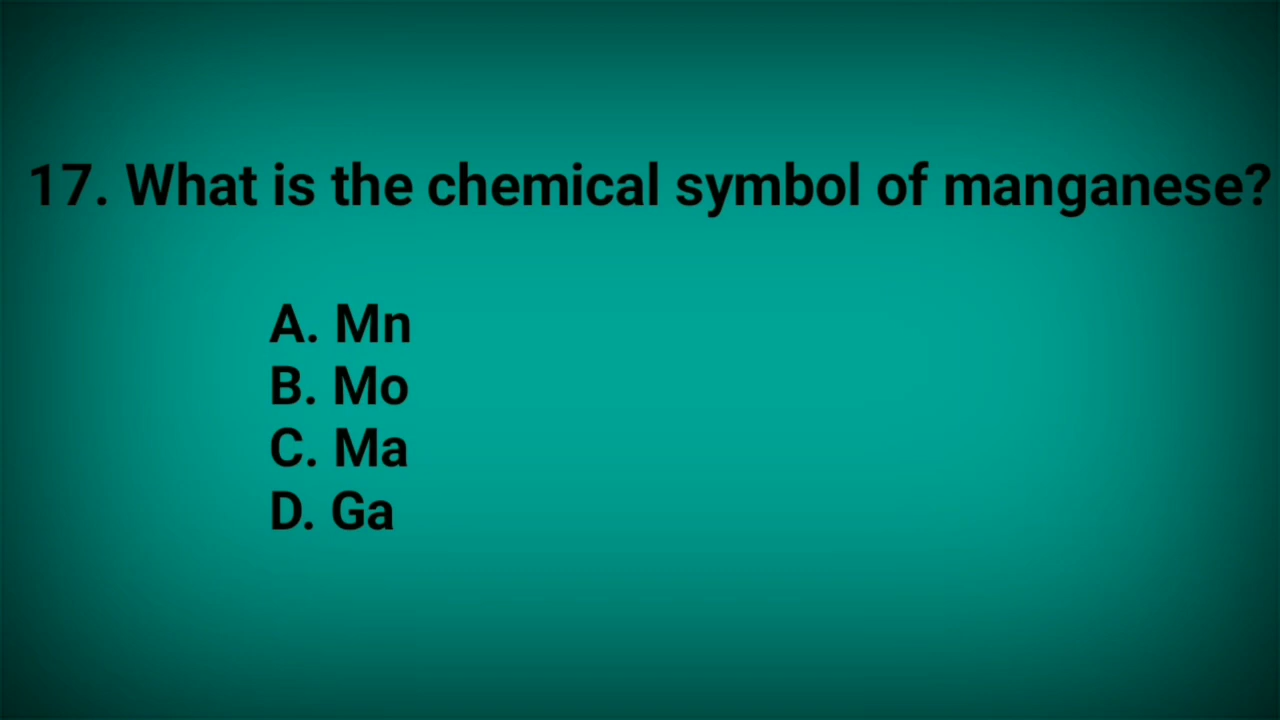 17. What is the chemical symbol of manganese?
A. Mn
B. Mo
C. Ma
D. Ga